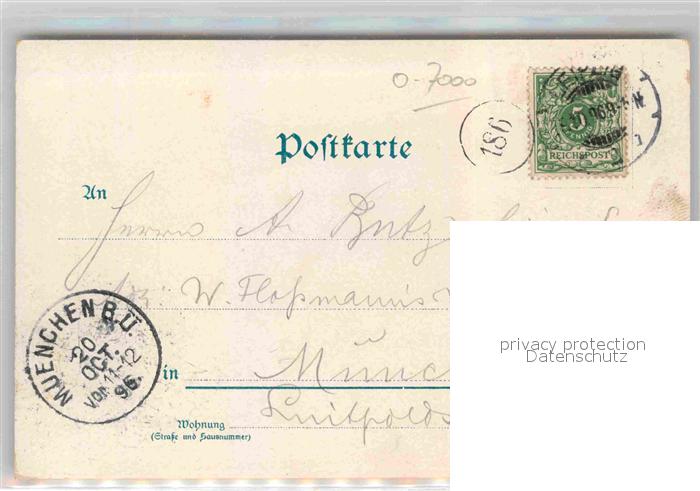 0-7000
186
5
REICHSPOST
Postkarte
An
Herrn A.
W. Floßmann's
in
Luitpolds
Wohnung
(Straße und Hausnummer)
MUENCHEN B.Ü.
20
OCT.
Vor. 11-12
96.
privacy protection
Datenschutz